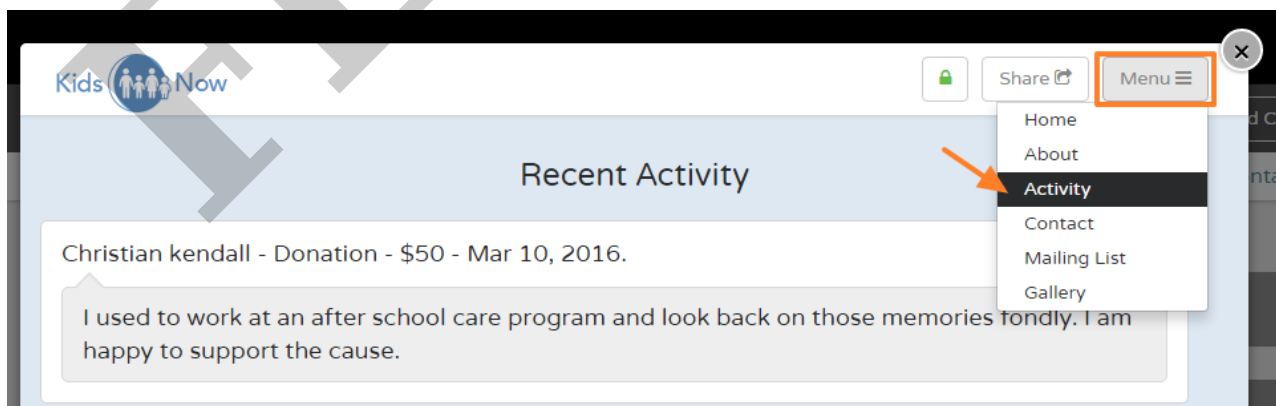 Kids Now
Share
Menu
×
Home
About
Activity
Contact
Mailing List
Gallery
d C
nta
Recent Activity
Christian kendall - Donation - $50 - Mar 10, 2016.
I used to work at an after school care program and look back on those memories fondly. I am
happy to support the cause.